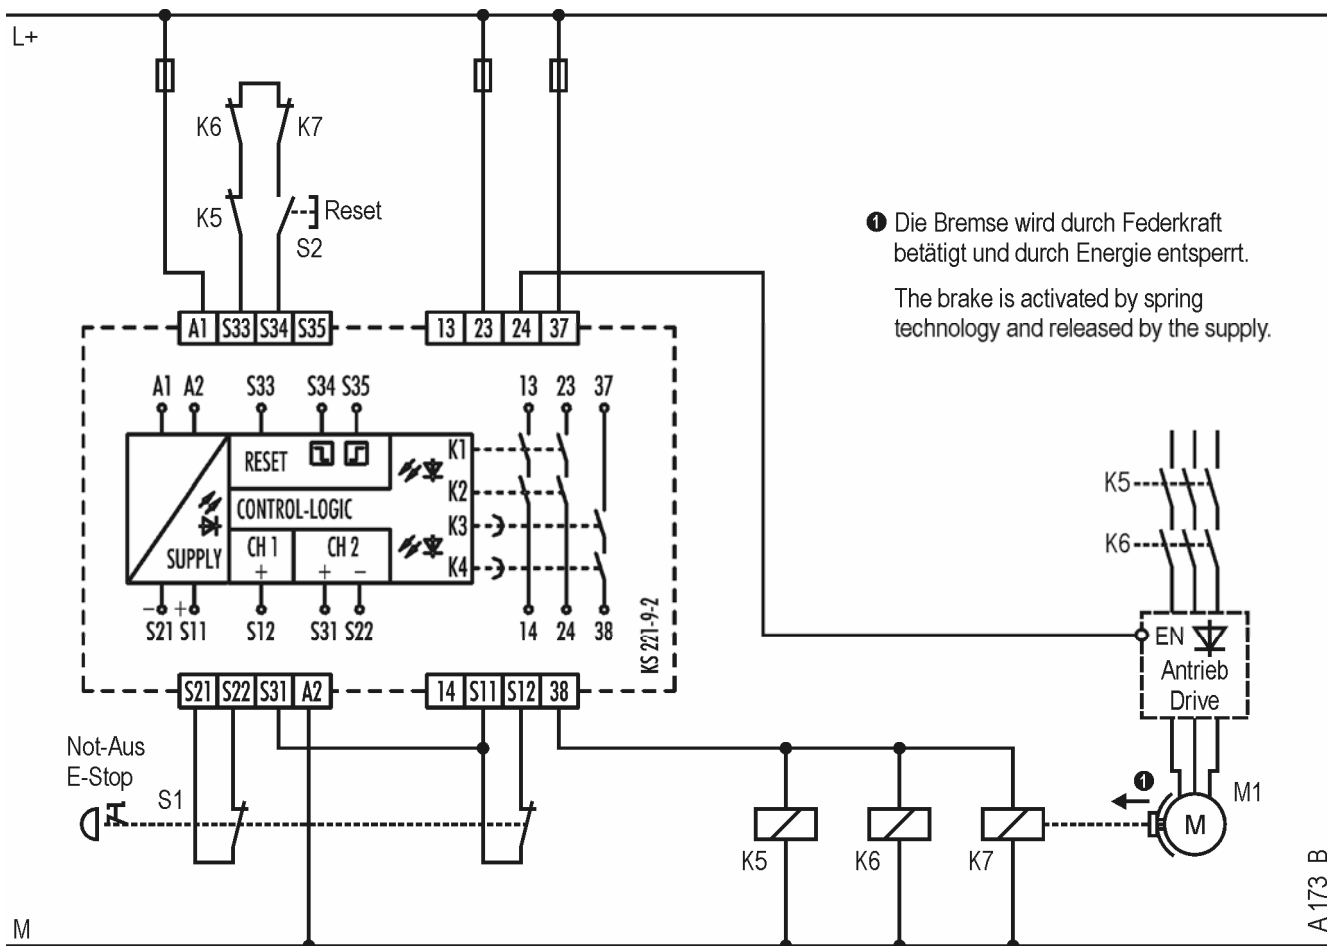 L+
K6 K7
K5 Reset
S2
❶ Die Bremse wird durch Federkraft
betätigt und durch Energie entsperrt.
The brake is activated by spring
technology and released by the supply.
A1 S33 S34 S35 13 23 24 37
A1 A2 S33 S34 S35 13 23 37
RESET K1
K2
CONTROL-LOGIC
K3
SUPPLY CH 1 CH 2
+ + − K4
− +
S21 S11 S12 S31 S22 14 24 38
KS 221-9-2
K5
K6
EN
Antrieb
Drive
S21 S22 S31 A2 14 S11 S12 38
Not-Aus
E-Stop
S1
❶
M1
M
K5 K6 K7
M
A 173 B